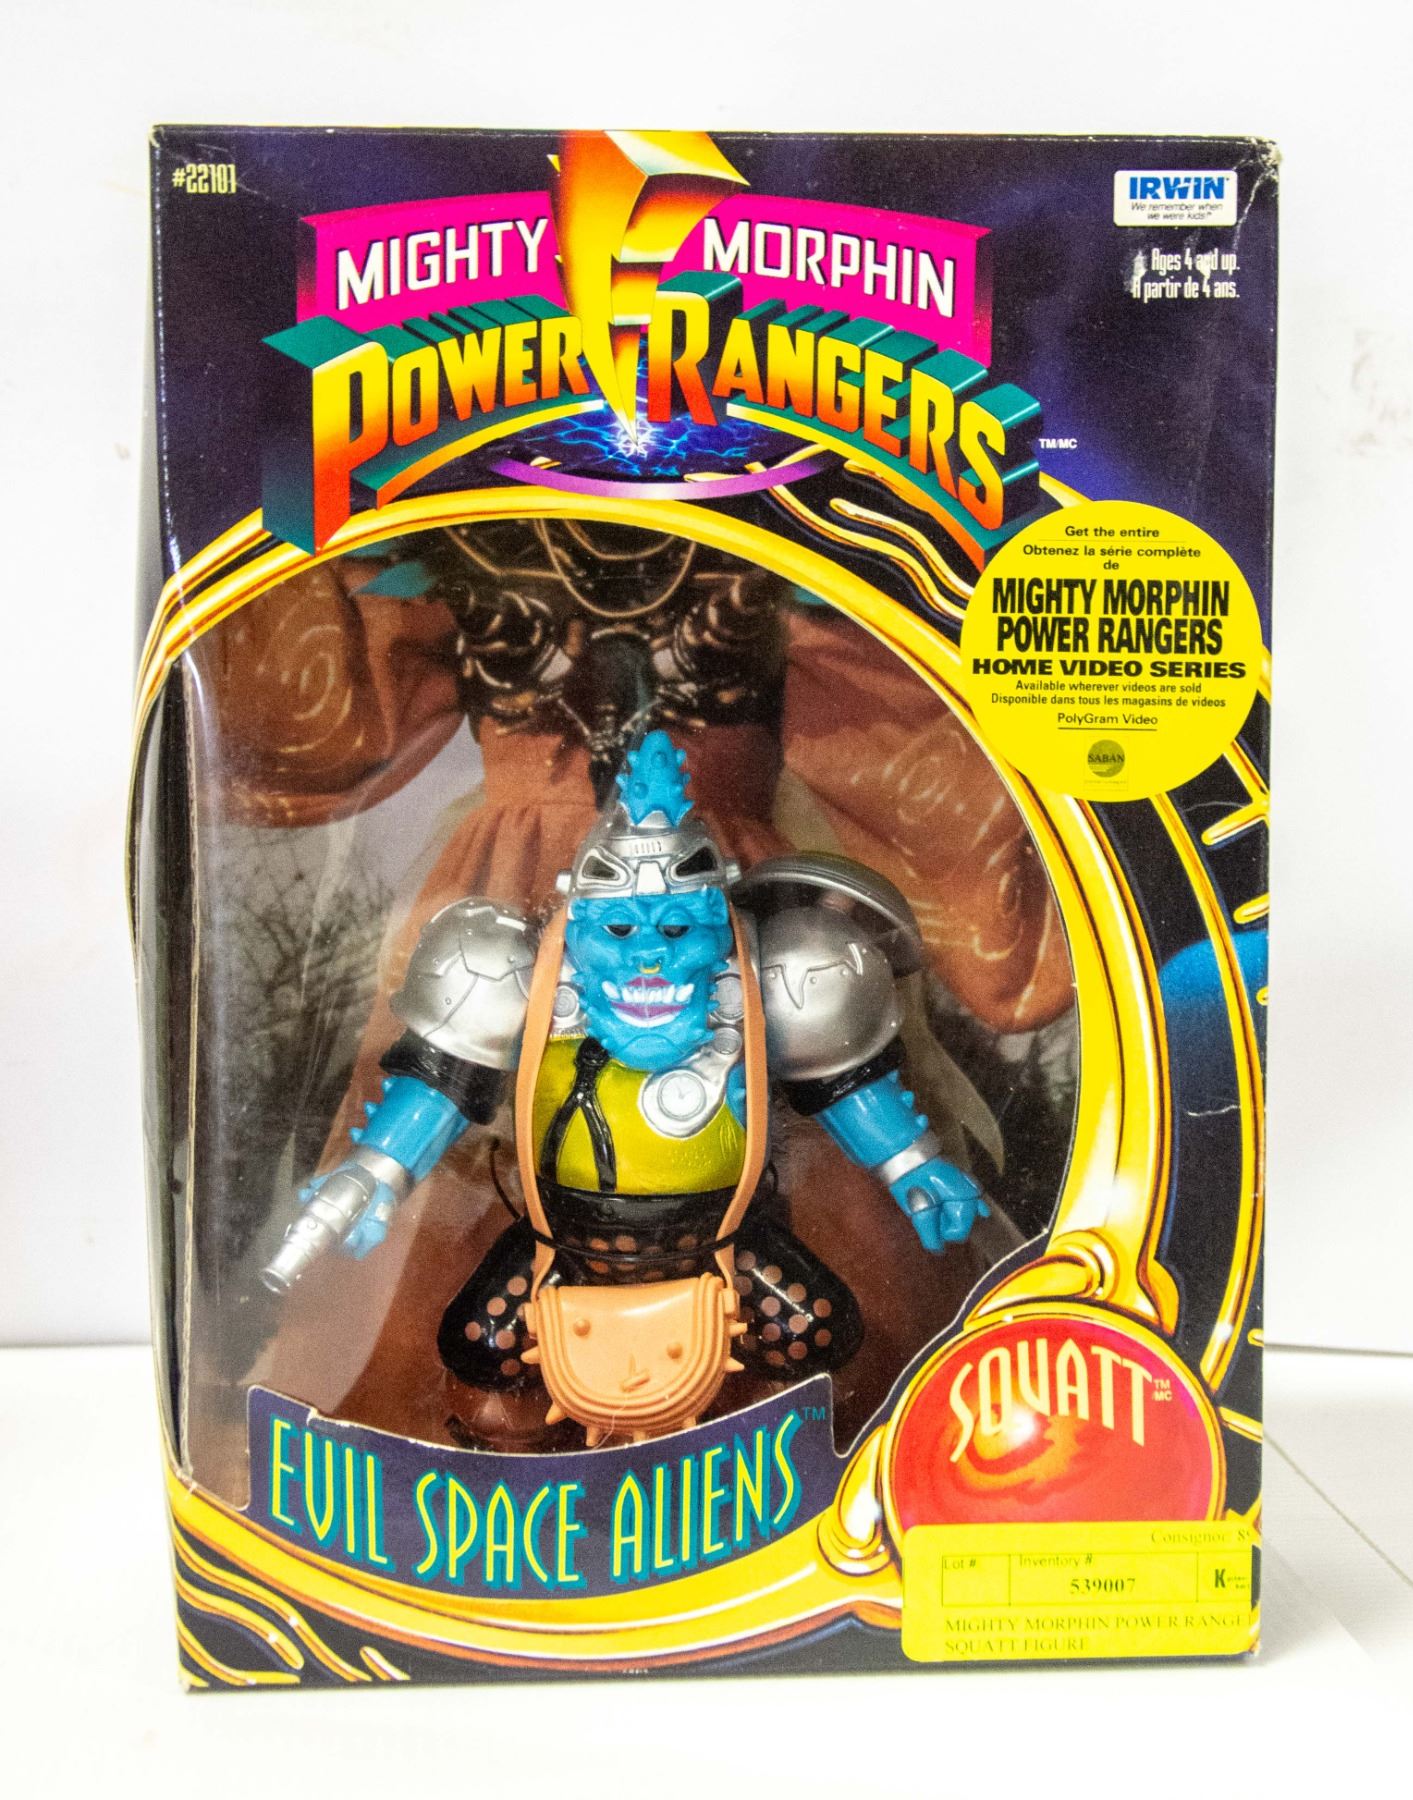 #22101
IRWIN
We remember when
we were kids!
Ages 4 and up.
À partir de 4 ans.
MIGHTY MORPHIN
POWER RANGERS
TM/MC
Get the entire
Obtenez la série complète
de
MIGHTY MORPHIN
POWER RANGERS
HOME VIDEO SERIES
Available wherever videos are sold
Disponible dans tous les magasins de videos
PolyGram Video
SABAN
SQUATT
TM
MC
EVIL SPACE ALIENS TM
Consignor 89
Lot # Inventory #
539007 K
MIGHTY MORPHIN POWER RANGE
SQUATT FIGURE